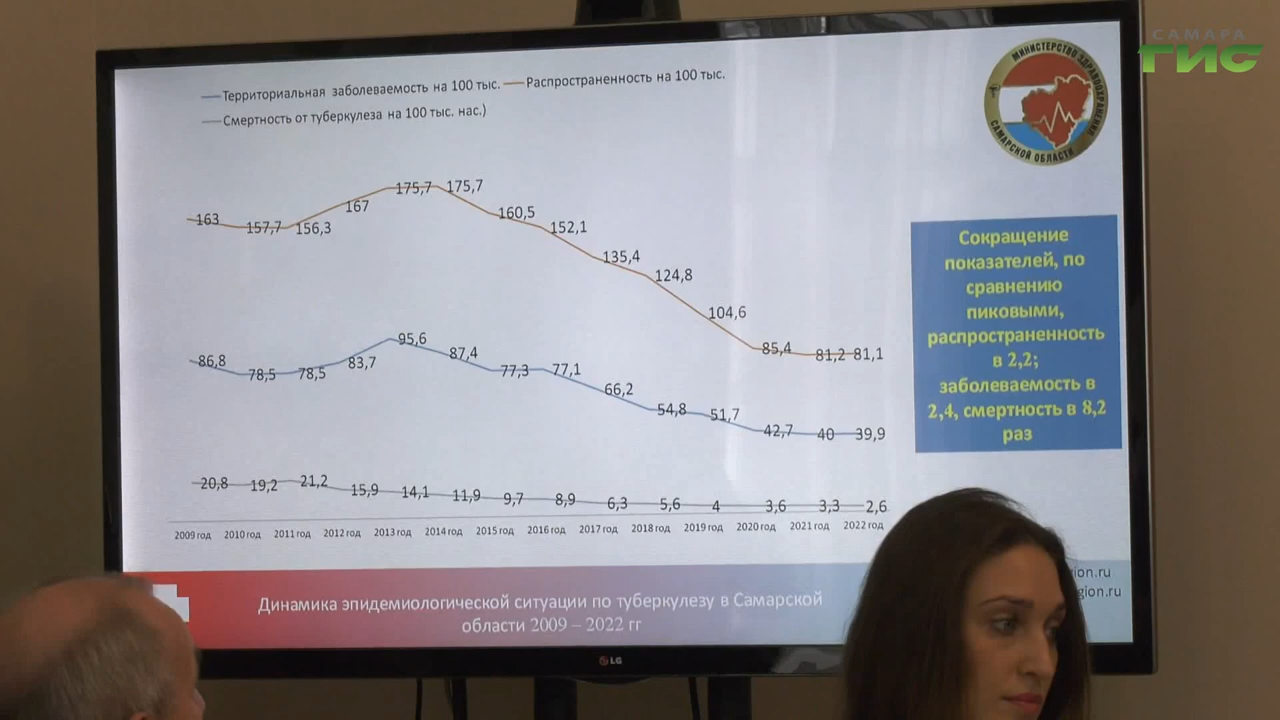 САМАРА
ГИС
МИНИСТЕРСТВО ЗДРАВООХРАНЕНИЯ
САМАРСКОЙ ОБЛАСТИ
Территориальная заболеваемость на 100 тыс.
Распространенность на 100 тыс.
Смертность от туберкулеза на 100 тыс. нас.)
163 157,7 156,3 167 175,7 175,7 160,5 152,1 135,4 124,8 104,6 85,4 81,2 81,1
86,8 78,5 78,5 83,7 95,6 87,4 77,3 77,1 66,2 54,8 51,7 42,7 40 39,9
20,8 19,2 21,2 15,9 14,1 11,9 9,7 8,9 6,3 5,6 4 3,6 3,3 2,6
2009 год 2010 год 2011 год 2012 год 2013 год 2014 год 2015 год 2016 год 2017 год 2018 год 2019 год 2020 год 2021 год 2022 год
Сокращение
показателей, по
сравнению
пиковыми,
распространенность
в 2,2;
заболеваемость в
2,4, смертность в 8,2
раз
Динамика эпидемиологической ситуации по туберкулезу в Самарской
области 2009 – 2022 гг
ion.ru
gion.ru
LG